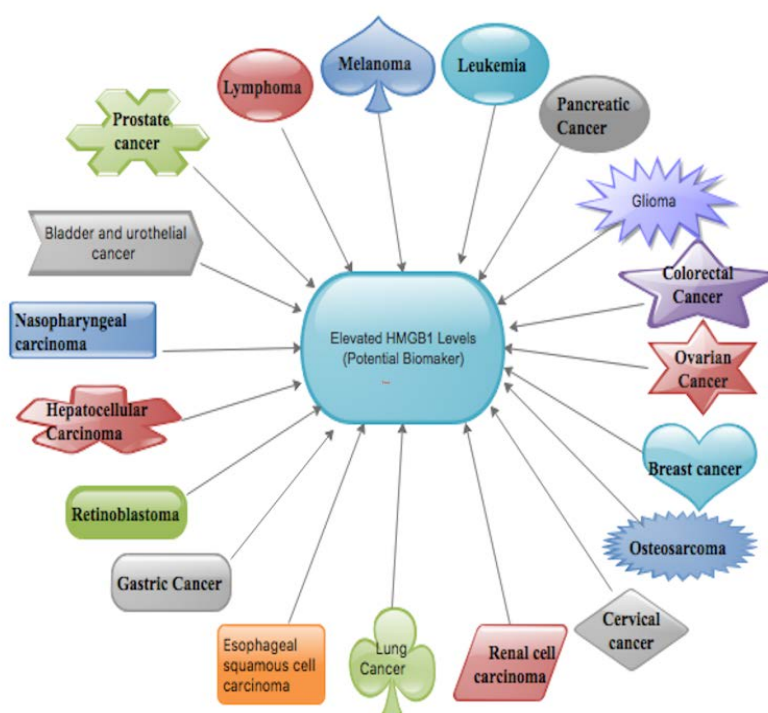 Melanoma
Leukemia
Lymphoma
Pancreatic
Cancer
Prostate
cancer
Glioma
Bladder and urothelial
cancer
Colorectal
Cancer
Nasopharyngeal
carcinoma
Elevated HMGB1 Levels
(Potential Biomaker)
Ovarian
Cancer
Hepatocellular
Carcinoma
Breast cancer
Retinoblastoma
Osteosarcoma
Gastric Cancer
Cervical
cancer
Esophageal
squamous cell
carcinoma
Lung
Cancer
Renal cell
carcinoma